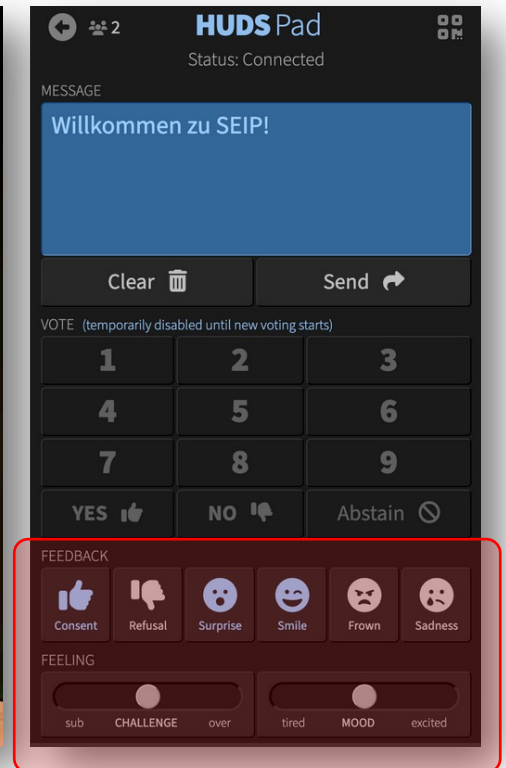 2 HUDS Pad
Status: Connected
MESSAGE
Willkommen zu SEIP!
Clear Send
VOTE (temporarily disabled until new voting starts)
1 2 3
4 5 6
7 8 9
YES NO Abstain
FEEDBACK
Consent Refusal Surprise Smile Frown Sadness
FEELING
sub CHALLENGE over tired MOOD excited